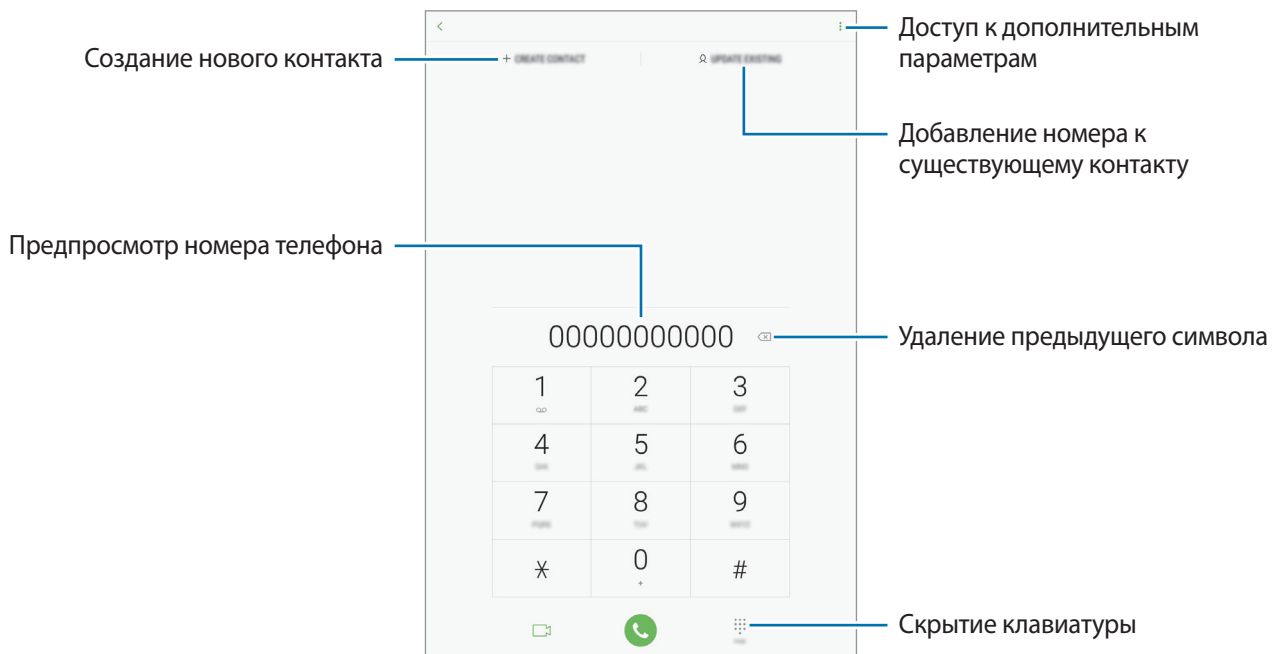 Доступ к дополнительным
параметрам
Создание нового контакта
CREATE CONTACT
UPDATE EXISTING
Добавление номера к
существующему контакту
Предпросмотр номера телефона
00000000000
Удаление предыдущего символа
1 2 3
ABC DEF
4 5 6
GHI JKL MNO
7 8 9
PQRS TUV WXYZ
* 0 #
+
Скрытие клавиатуры